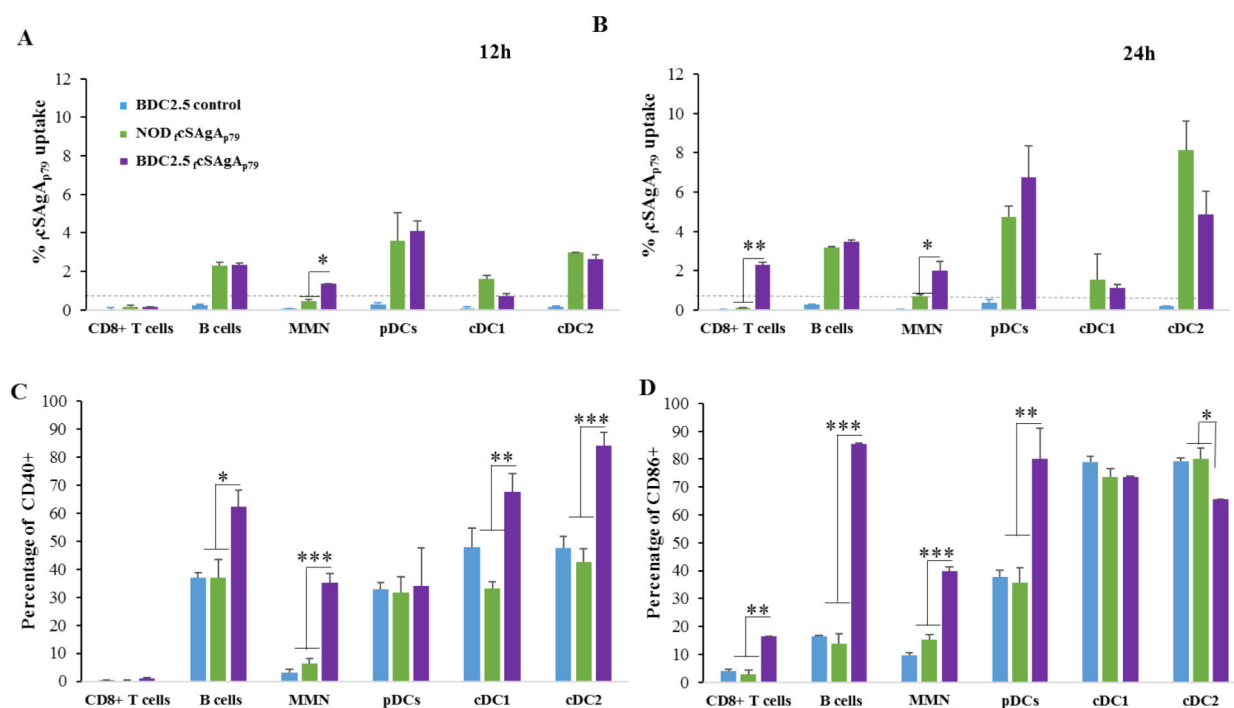 A
12h
% fcSAgAp79 uptake
12
10
8
6
4
2
0
BDC2.5 control
NOD fcSAgAp79
BDC2.5 fcSAgAp79
*
CD8+ T cells B cells MMN pDCs cDC1 cDC2
B
24h
% fcSAgAp79 uptake
12
10
8
6
4
2
0
**
*
CD8+ T cells B cells MMN pDCs cDC1 cDC2
C
Percentage of CD40+
100
90
80
70
60
50
40
30
20
10
0
*
***
**
***
CD8+ T cells B cells MMN pDCs cDC1 cDC2
D
Percenatge of CD86+
100
90
80
70
60
50
40
30
20
10
0
**
***
***
**
*
CD8+ T cells B cells MMN pDCs cDC1 cDC2